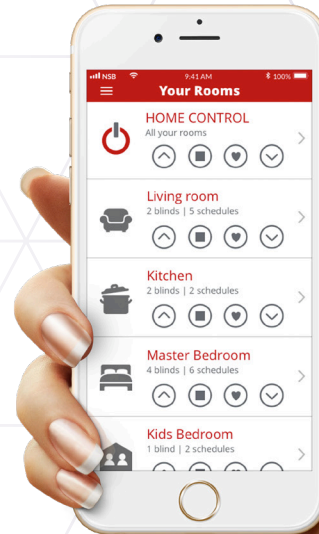 NSB 9:41 AM 100%
Your Rooms
HOME CONTROL
All your rooms
Living room
2 blinds | 5 schedules
Kitchen
2 blinds | 2 schedules
Master Bedroom
4 blinds | 6 schedules
Kids Bedroom
1 blind | 2 schedules